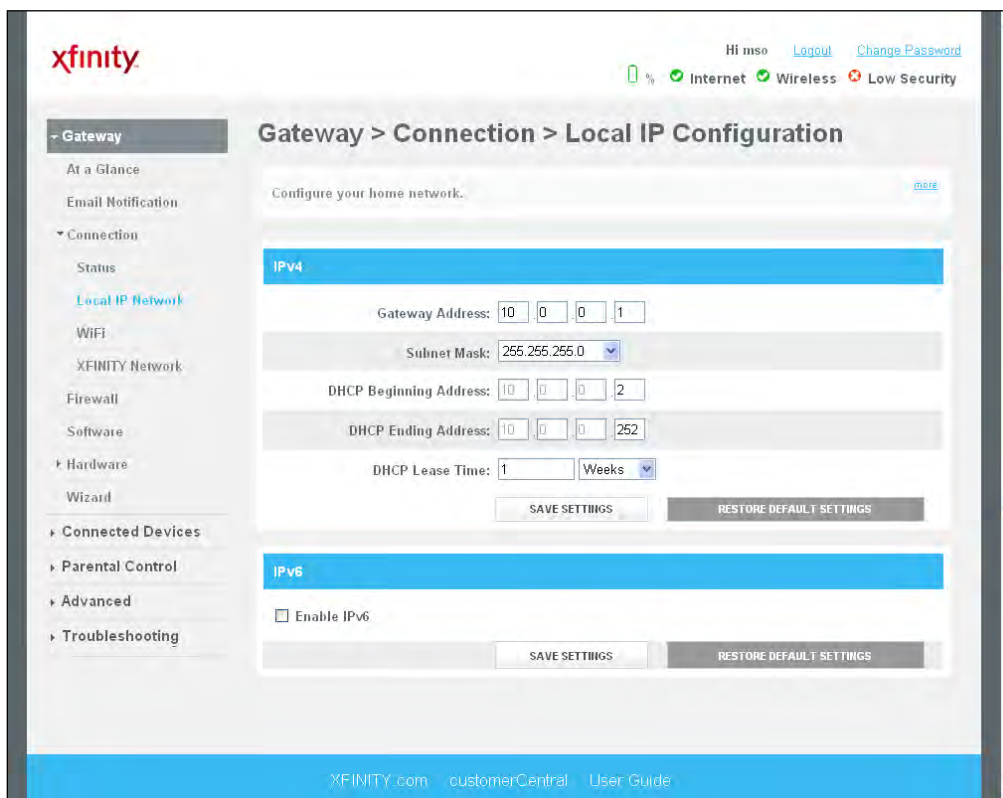 xfinity
Hi mso Logout Change Password
% Internet Wireless Low Security
Gateway
At a Glance
Email Notification
Connection
Status
Local IP Network
WiFi
XFINITY Network
Firewall
Software
Hardware
Wizard
Connected Devices
Parental Control
Advanced
Troubleshooting
Gateway > Connection > Local IP Configuration
Configure your home network. more
IPv4
Gateway Address: 10 . 0 . 0 . 1
Subnet Mask: 255.255.255.0
DHCP Beginning Address: 10 . 0 . 0 . 2
DHCP Ending Address: 10 . 0 . 0 . 252
DHCP Lease Time: 1 Weeks
SAVE SETTINGS RESTORE DEFAULT SETTINGS
IPv6
Enable IPv6
SAVE SETTINGS RESTORE DEFAULT SETTINGS
XFINITY.com customerCentral User Guide